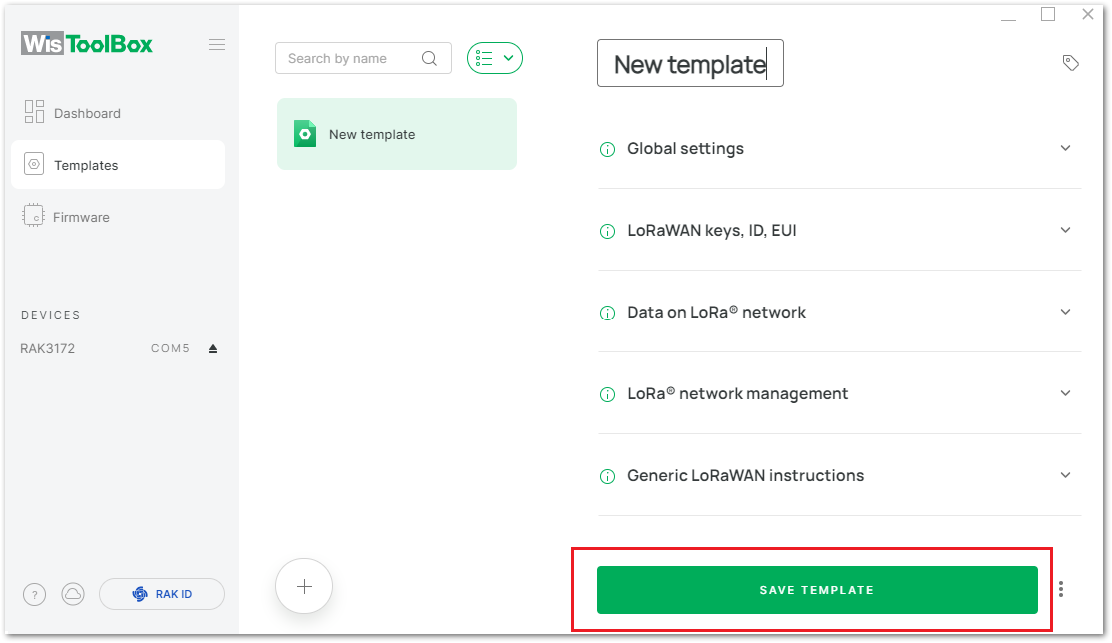 WisToolBox
Dashboard
Templates
Firmware
DEVICES
RAK3172 COM5
?
RAK ID
Search by name
New template
New template
Global settings
LoRaWAN keys, ID, EUI
Data on LoRa® network
LoRa® network management
Generic LoRaWAN instructions
SAVE TEMPLATE